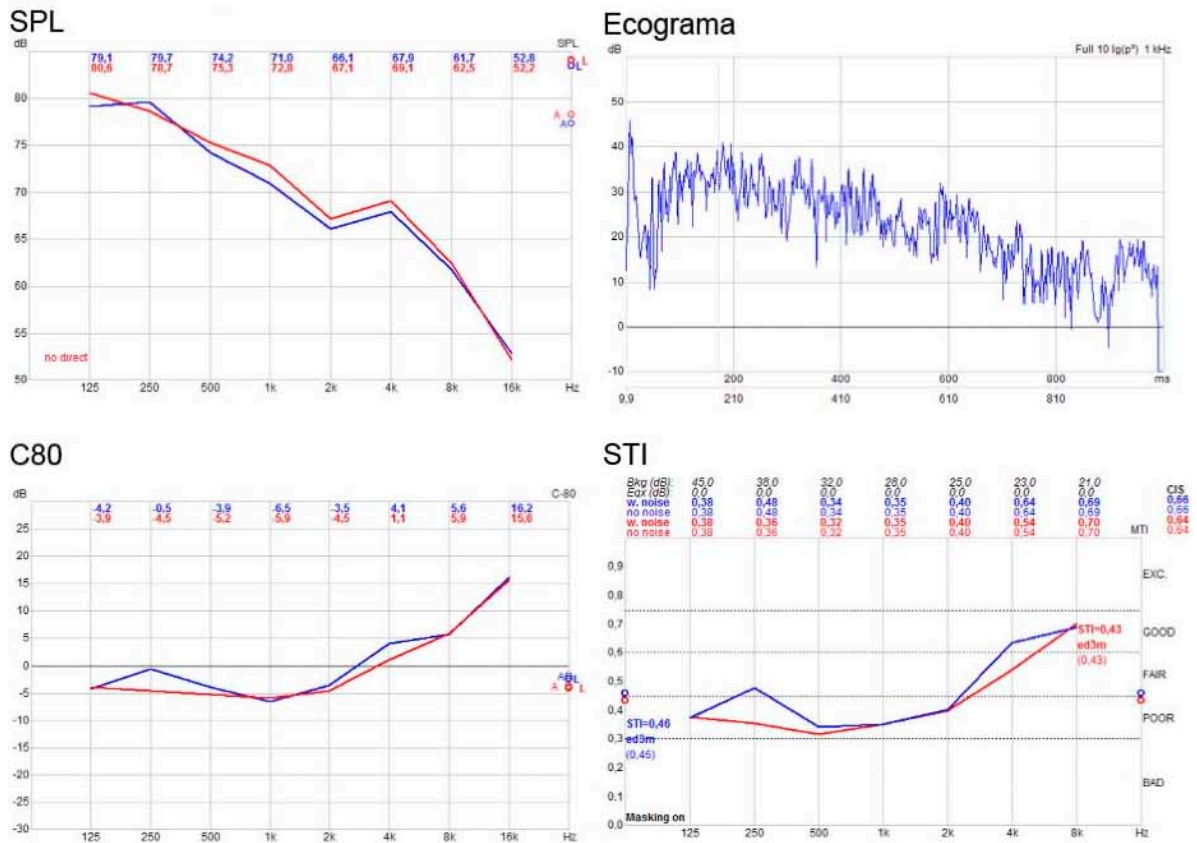 SPL
dB
SPL
79,1 79,7 74,2 71,0 66,1 67,9 61,7 52,8
80,6 78,7 75,3 72,8 67,1 69,1 62,5 52,2
L
L
A
A
80
75
70
65
60
55
50
no direct
125 250 500 1k 2k 4k 8k 16k Hz
Ecograma
dB
Full 10 lg(p²) 1 kHz
50
40
30
20
10
0
-10
200 400 600 800 ms
9,9 210 410 610 810
C80
dB
C-80
-4,2 -0,5 -3,9 -6,5 -3,5 4,1 5,6 16,2
-3,9 -4,5 -5,2 -5,9 -4,5 1,1 5,9 15,6
25
20
15
10
5
0
-5
-10
-15
-20
-25
-30
A L
A L
125 250 500 1k 2k 4k 8k 16k Hz
STI
Bkg (dB): 45,0 38,0 32,0 28,0 25,0 23,0 21,0
Eqx (dB): 0,0 0,0 0,0 0,0 0,0 0,0 0,0
CIS
w. noise 0,38 0,48 0,34 0,35 0,40 0,64 0,69 0,66
no noise 0,38 0,48 0,34 0,35 0,40 0,64 0,69 0,66
w. noise 0,38 0,36 0,32 0,35 0,40 0,54 0,70 0,64
no noise 0,38 0,36 0,32 0,35 0,40 0,54 0,70 MTI 0,64
0,9
0,8
0,7
0,6
0,5
0,4
0,3
0,2
0,1
0,0
EXC.
GOOD
FAIR
POOR
BAD
STI=0,43
ed3m
(0,43)
STI=0,46
ed3m
(0,45)
Masking on
125 250 500 1k 2k 4k 8k Hz